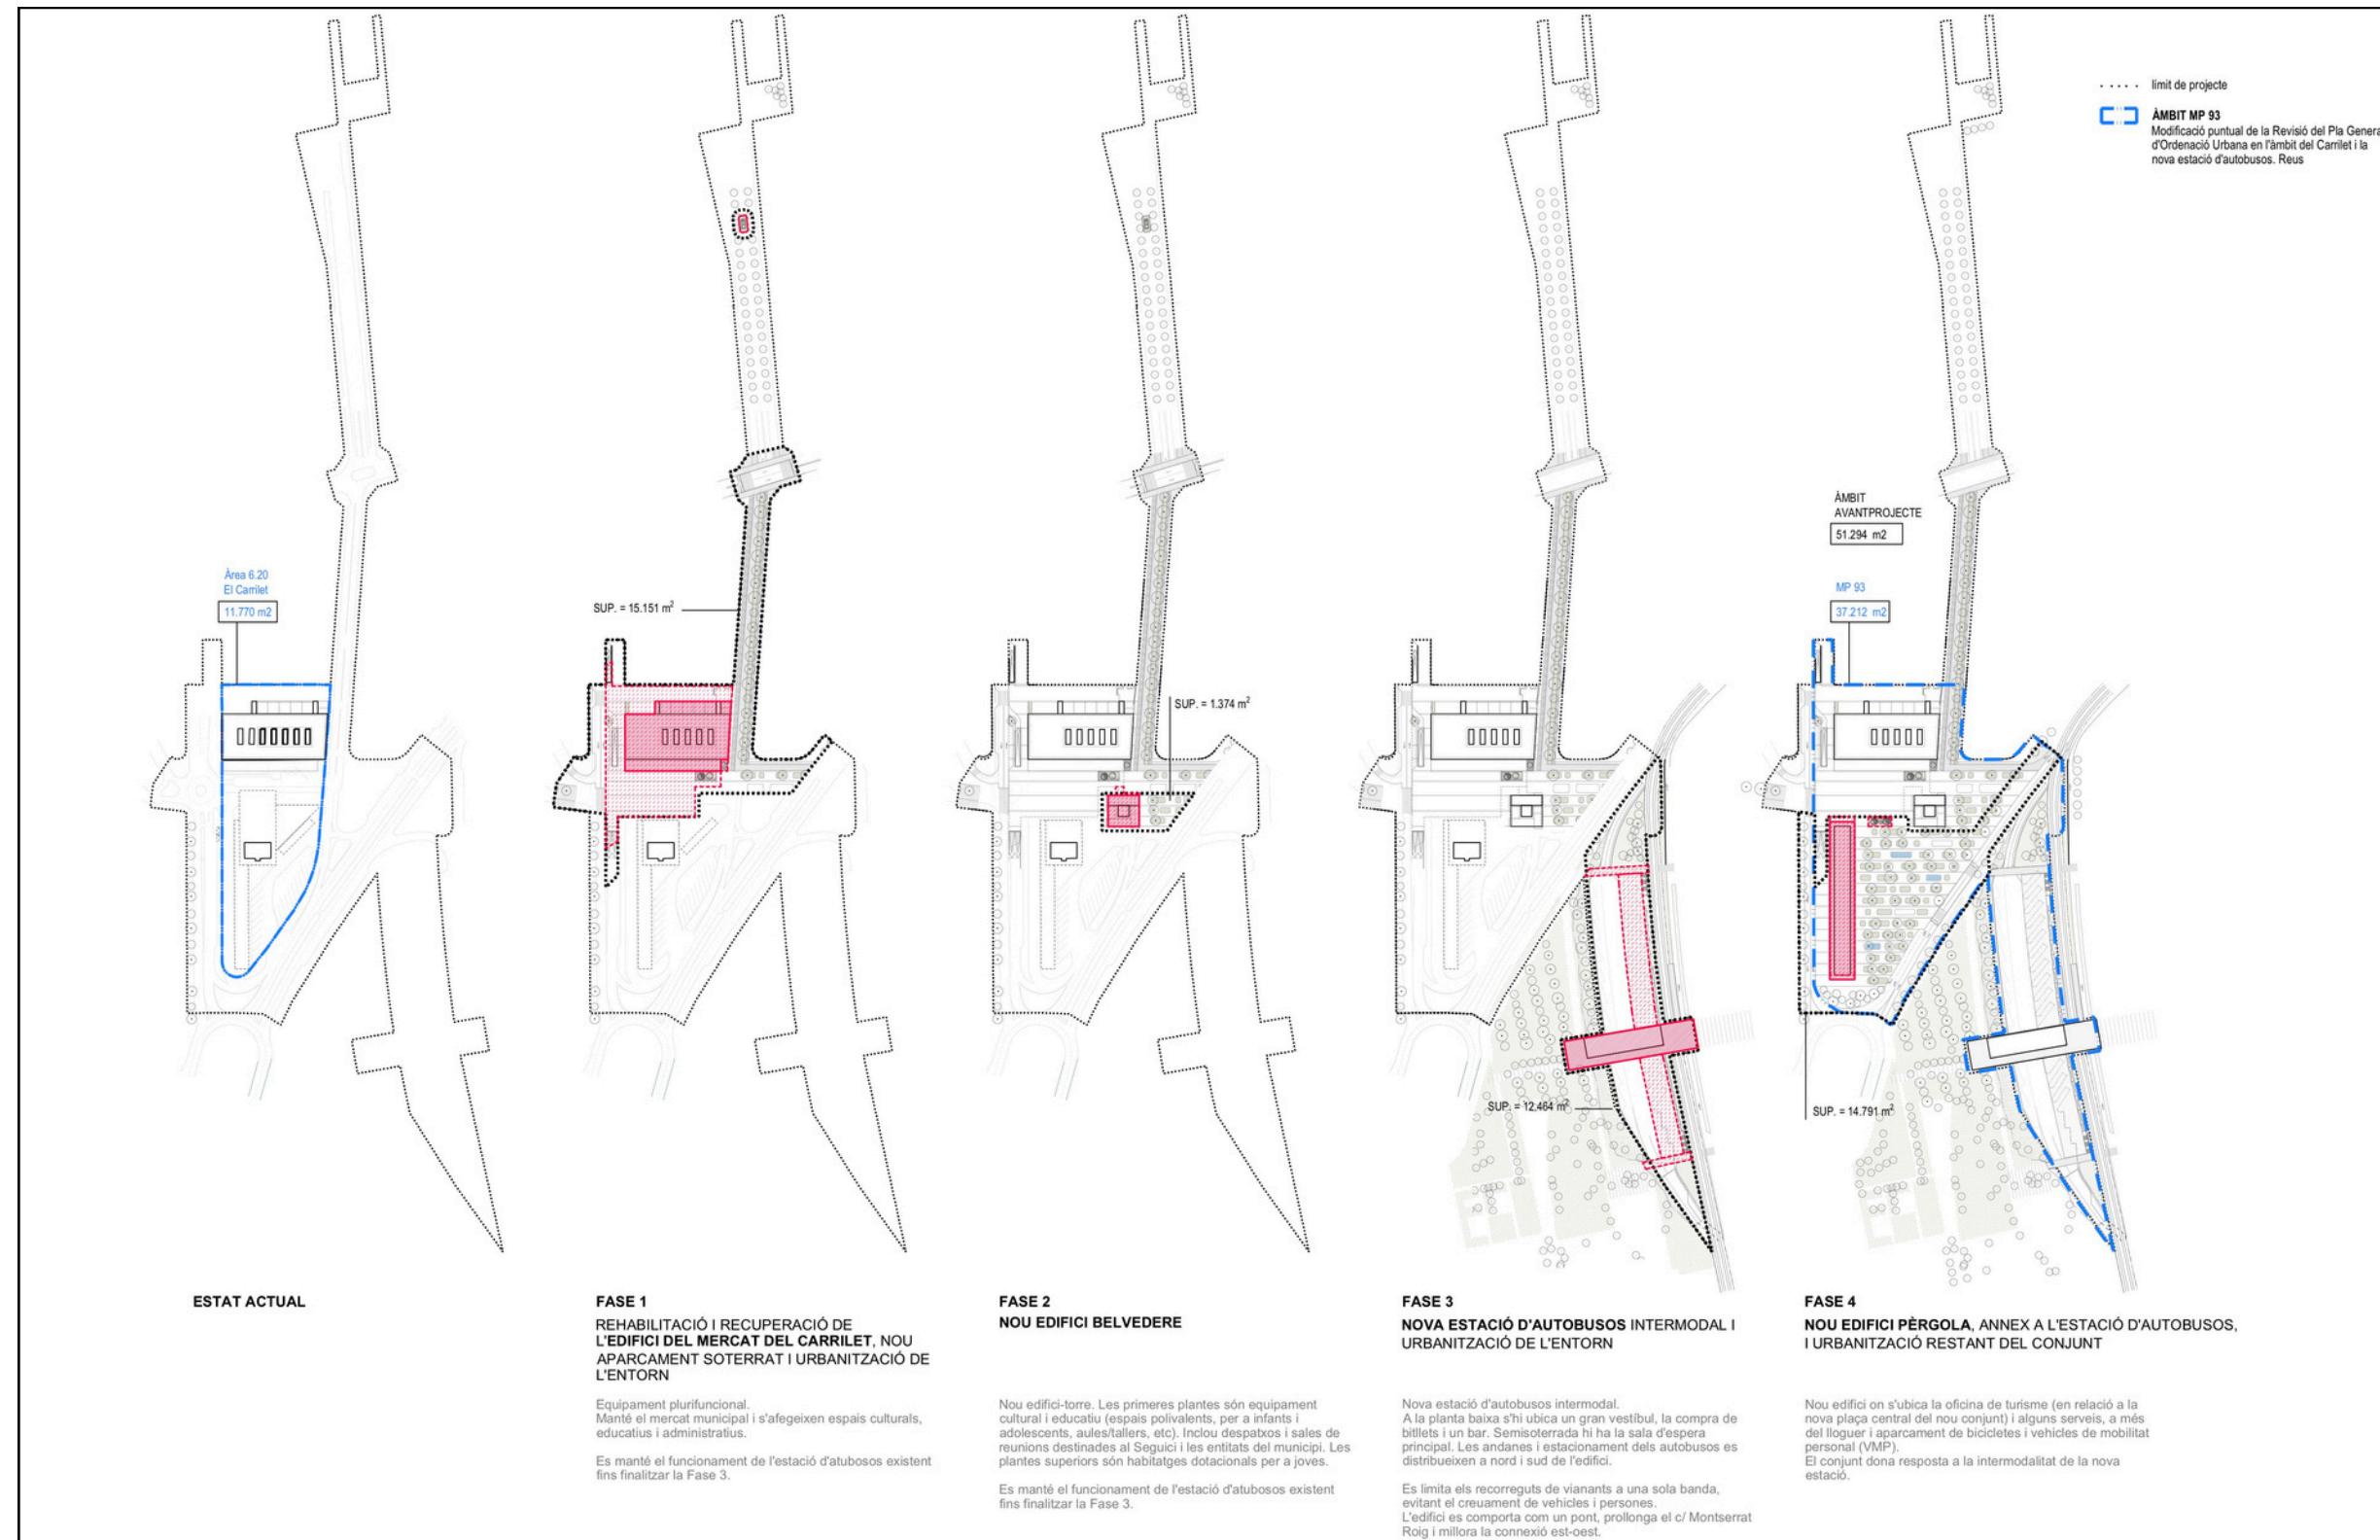 límit de projecte
ÀMBIT MP 93
Modificació puntual de la Revisió del Pla Genera
d'Ordenació Urbana en l'àmbit del Carrilet i la
nova estació d'autobusos. Reus
ÀMBIT
AVANTPROJECTE
51.294 m2
Àrea 6.20
El Carrilet
11.770 m2
SUP. = 15.151 m²
MP 93
37.212 m2
SUP. = 1.374 m²
SUP. = 12.464 m²
SUP. = 14.791 m²
ESTAT ACTUAL
FASE 1
REHABILITACIÓ I RECUPERACIÓ DE
L'EDIFICI DEL MERCAT DEL CARRILET, NOU
APARCAMENT SOTERRAT I URBANITZACIÓ DE
L'ENTORN
Equipament plurifuncional.
Manté el mercat municipal i s'afegeixen espais culturals,
educatius i administratius.
Es manté el funcionament de l'estació d'atubosos existent
fins finalitzar la Fase 3.
FASE 2
NOU EDIFICI BELVEDERE
Nou edifici-torre. Les primeres plantes són equipament
cultural i educatiu (espais polivalents, per a infants i
adolescents, aules/tallers, etc). Inclou despatxos i sales de
reunions destinades al Seguici i les entitats del municipi. Les
plantes superiors són habitatges dotacionals per a joves.
Es manté el funcionament de l'estació d'atubosos existent
fins finalitzar la Fase 3.
FASE 3
NOVA ESTACIÓ D'AUTOBUSOS INTERMODAL I
URBANITZACIÓ DE L'ENTORN
Nova estació d'autobusos intermodal.
A la planta baixa s'hi ubica un gran vestíbul, la compra de
bitllets i un bar. Semisoterrada hi ha la sala d'espera
principal. Les andanes i estacionament dels autobusos es
distribueixen a nord i sud de l'edifici.
Es limita els recorreguts de vianants a una sola banda,
evitant el creuament de vehicles i persones.
L'edifici es comporta com un pont, prollonga el c/ Montserrat
Roig i millora la connexió est-oest.
FASE 4
NOU EDIFICI PÈRGOLA, ANNEX A L'ESTACIÓ D'AUTOBUSOS,
I URBANITZACIÓ RESTANT DEL CONJUNT
Nou edifici on s'ubica la oficina de turisme (en relació a la
nova plaça central del nou conjunt) i alguns serveis, a més
del lloguer i aparcament de bicicletes i vehicles de mobilitat
personal (VMP).
El conjunt dona resposta a la intermodalitat de la nova
estació.